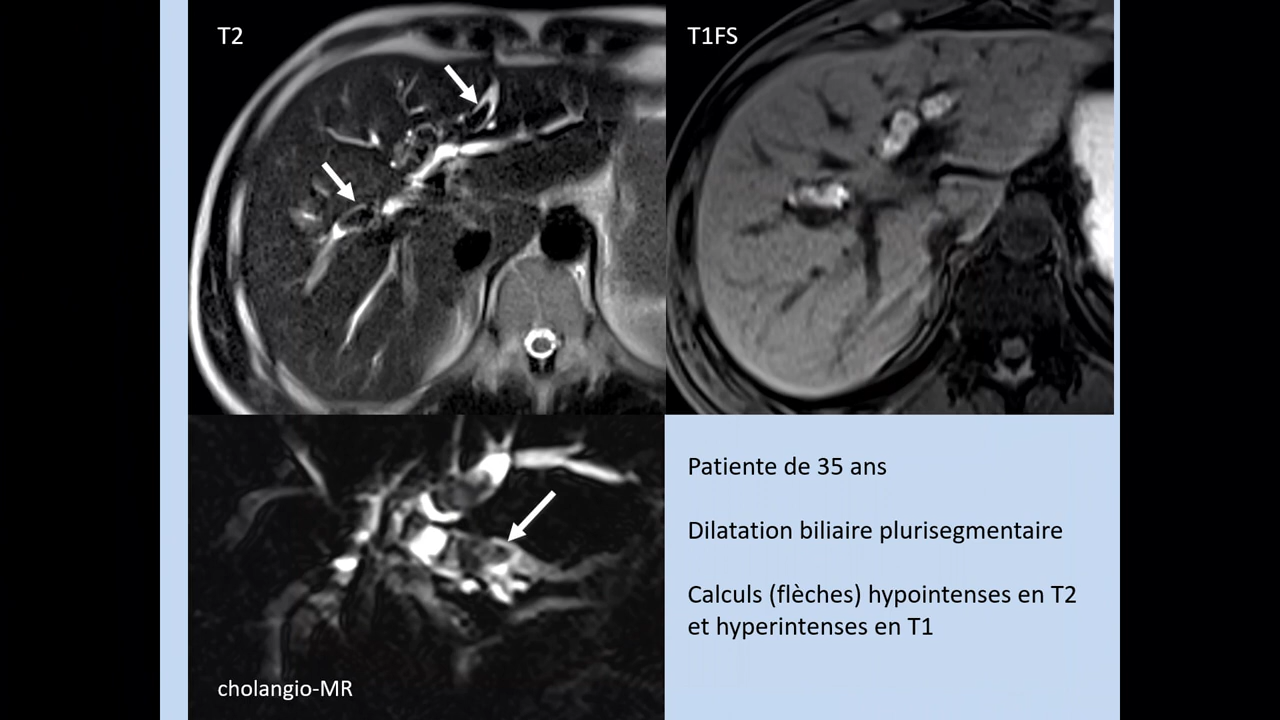 T2
T1FS
cholangio-MR
Patiente de 35 ans
Dilatation biliaire plurisegmentaire
Calculs (flèches) hypointenses en T2
et hyperintenses en T1